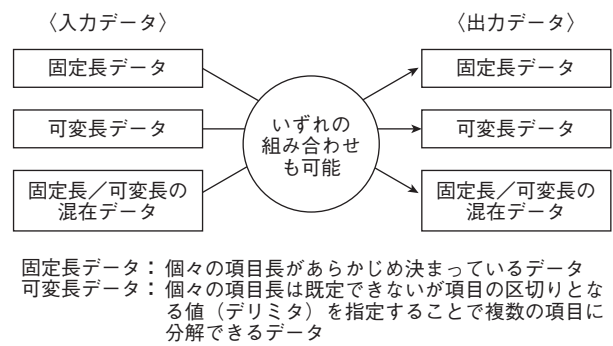 〈入力データ〉
〈出力データ〉
固定長データ
可変長データ
固定長／可変長の
混在データ
いずれの
組み合わせ
も可能
固定長データ
可変長データ
固定長／可変長の
混在データ
固定長データ：個々の項目長があらかじめ決まっているデータ
可変長データ：個々の項目長は既定できないが項目の区切りとな
る値（デリミタ）を指定することで複数の項目に
分解できるデータ